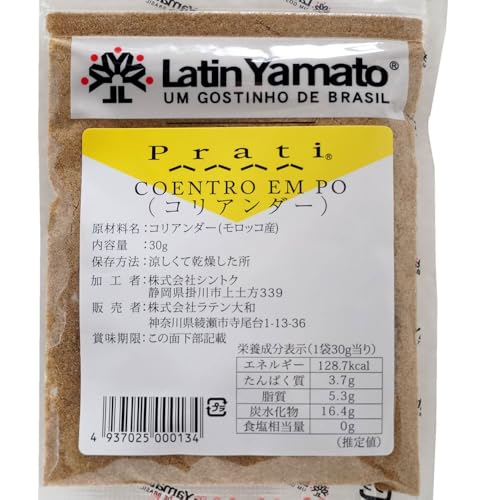 Latin Yamato®
UM GOSTINHO DE BRASIL
Prati®
COENTRO EM PO
(コリアンダー)
原材料名:コリアンダー(モロッコ産)
内容量 :30g
保存方法:涼しくて乾燥した所
加工者:株式会社シントク
静岡県掛川市上土方339
販売者:株式会社ラテン大和
神奈川県綾瀬市寺尾台1-13-36
賞味期限:この面下部記載
栄養成分表示(1袋30g当り)
エネルギー 128.7kcal
たんぱく質 3.7g
脂質 5.3g
炭水化物 16.4g
食塩相当量 0g
(推定値)
プラ
4 937025 000134